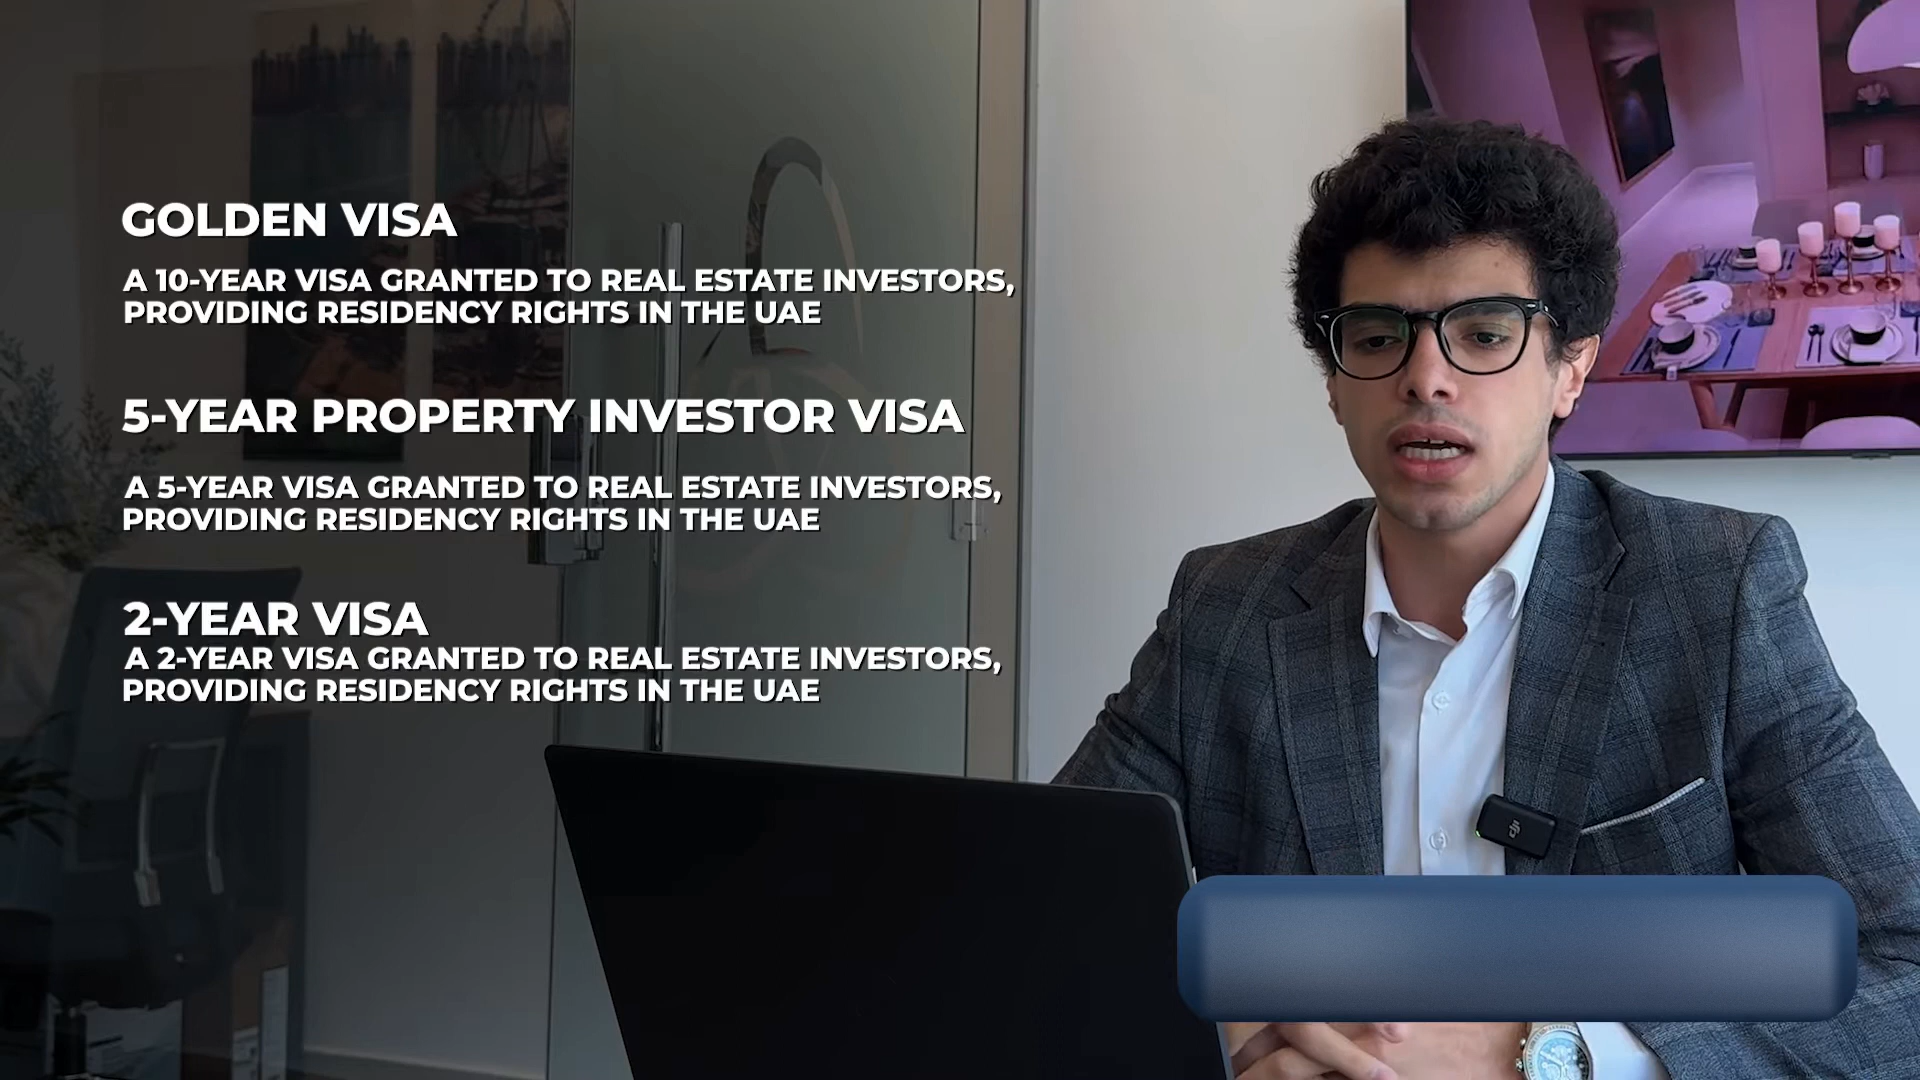 GOLDEN VISA
A 10-YEAR VISA GRANTED TO REAL ESTATE INVESTORS,
PROVIDING RESIDENCY RIGHTS IN THE UAE
5-YEAR PROPERTY INVESTOR VISA
A 5-YEAR VISA GRANTED TO REAL ESTATE INVESTORS,
PROVIDING RESIDENCY RIGHTS IN THE UAE
2-YEAR VISA
A 2-YEAR VISA GRANTED TO REAL ESTATE INVESTORS,
PROVIDING RESIDENCY RIGHTS IN THE UAE